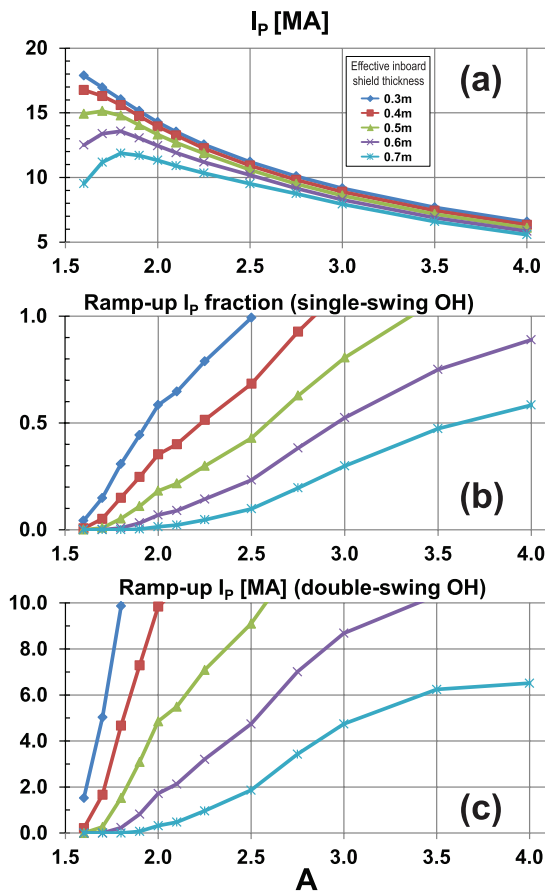 I_P [MA]
20
15
10
5
(a)
Effective inboard
shield thickness
0.3m
0.4m
0.5m
0.6m
0.7m
1.5 2.0 2.5 3.0 3.5 4.0
Ramp-up I_P fraction (single-swing OH)
1.0
0.5
0.0
(b)
1.5 2.0 2.5 3.0 3.5 4.0
Ramp-up I_P [MA] (double-swing OH)
10.0
8.0
6.0
4.0
2.0
0.0
(c)
1.5 2.0 2.5 3.0 3.5 4.0
A